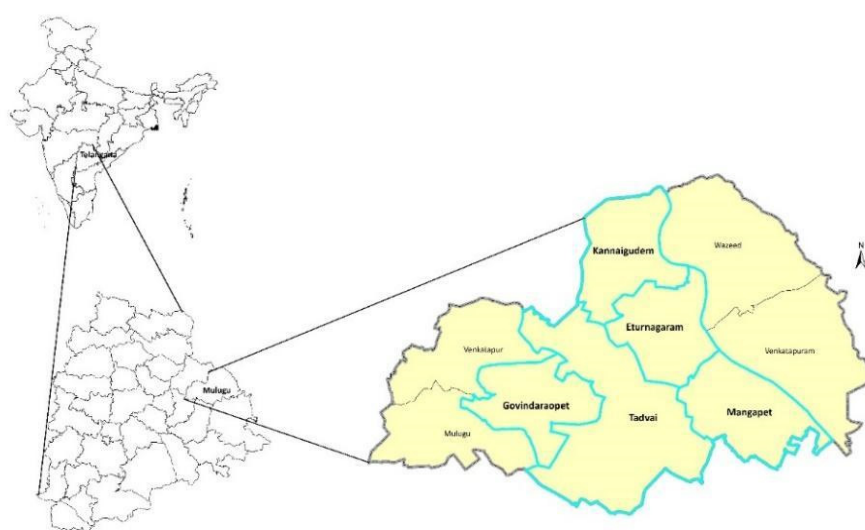 Telangana
Mulugu
N
Kannaigudem
Wazeed
Eturnagaram
Venkatapur
Venkatapuram
Govindaraopet
Tadvai
Mangapet
Mulugu